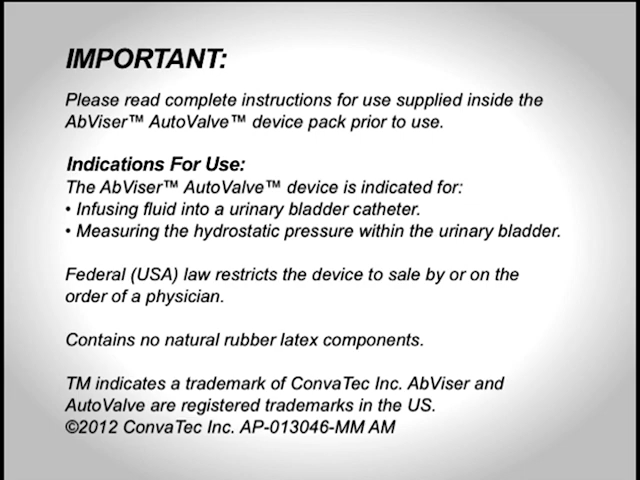 IMPORTANT:
Please read complete instructions for use supplied inside the
AbViser™ AutoValve™ device pack prior to use.
Indications For Use:
The AbViser™ AutoValve™ device is indicated for:
• Infusing fluid into a urinary bladder catheter.
• Measuring the hydrostatic pressure within the urinary bladder.
Federal (USA) law restricts the device to sale by or on the
order of a physician.
Contains no natural rubber latex components.
TM indicates a trademark of ConvaTec Inc. AbViser and
AutoValve are registered trademarks in the US.
©2012 ConvaTec Inc. AP-013046-MM AM